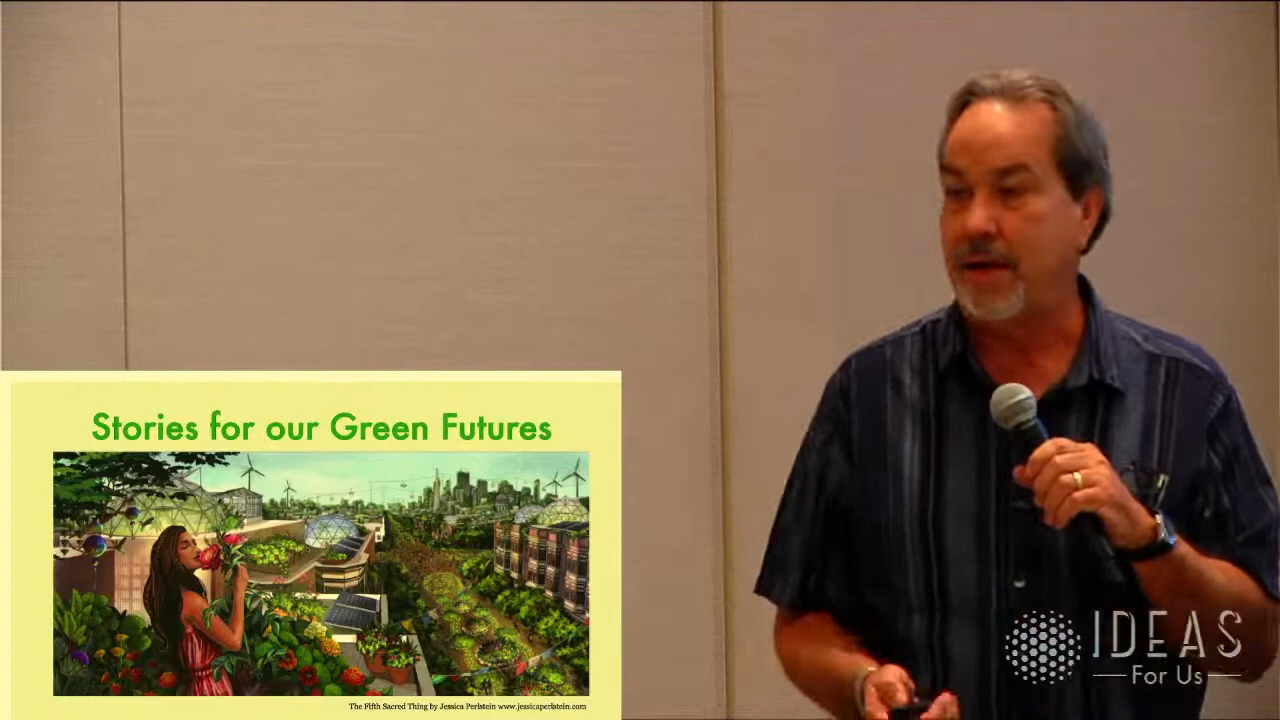 Stories for our Green Futures
The Fifth Sacred Thing by Jessica Perlstein www.jessicaperlstein.com
IDEAS
For Us